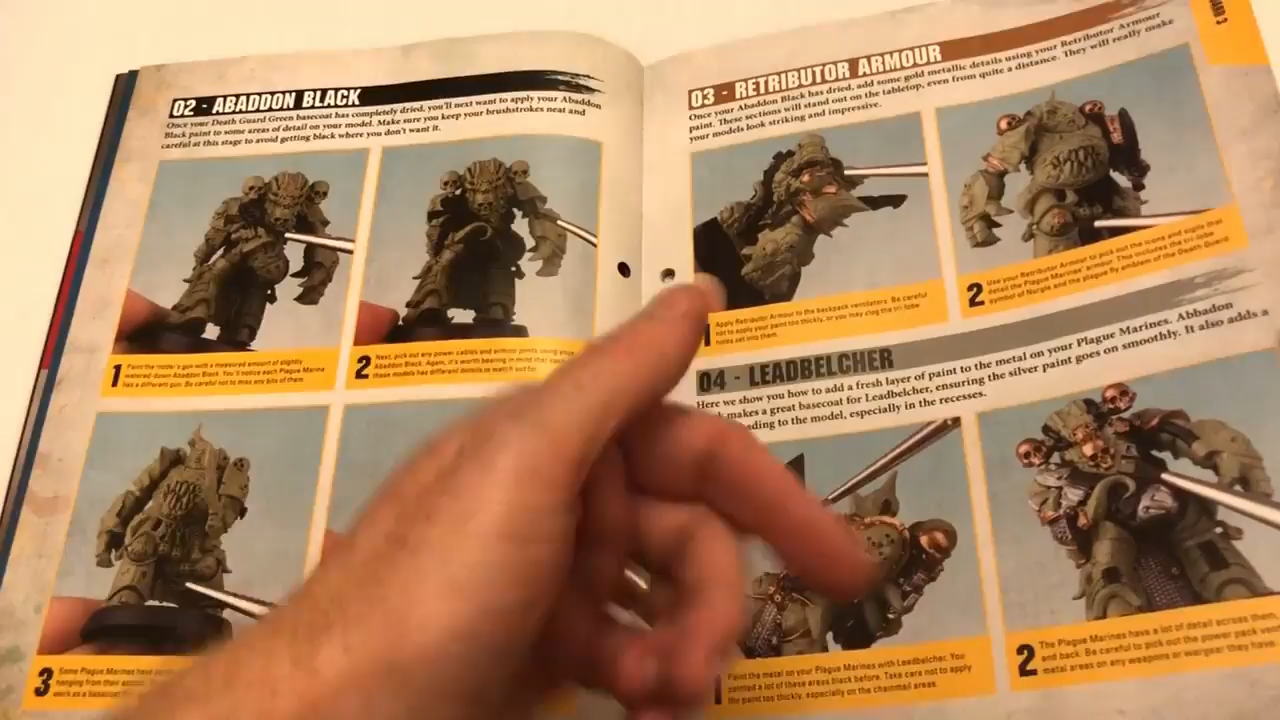 02 - ABADDON BLACK
Once your Death Guard Green basecoat has completely dried, you'll next want to apply your Abaddon
Black paint to some areas of detail on your model. Make sure you keep your brushstrokes neat and
careful at this stage to avoid getting black where you don't want it.
1 Paint the model's gun with a measured amount of slightly
watered-down Abaddon Black. You'll notice each Plague Marine
has a different gun. Be careful not to miss any bits of them.
2 Next, pick out any power cables and armour joints using your
Abaddon Black. Again, it's worth bearing in mind that
these models has different details to watch out for.
3 Some Plague Marines have
hanging from their
work as a basecoat
03 - RETRIBUTOR ARMOUR
Once your Abaddon Black has dried, add some gold metallic details using your Retributor Armour
paint. These sections will stand out on the tabletop, even from quite a distance. They will really make
your models look striking and impressive.
1 Apply Retributor Armour to the backpack ventilators. Be careful
not to apply your paint too thickly, or you may clog the tri-lobe
holes set into them.
2 Use your Retributor Armour to pick out the icons and sigils that
detail the Plague Marines' armour. This includes the tri-lobe
symbol of Nurgle and the plague fly emblem of the Death Guard
04 - LEADBELCHER
Here we show you how to add a fresh layer of paint to the metal on your Plague Marines. Abbadon
makes a great basecoat for Leadbelcher, ensuring the silver paint goes on smoothly. It also adds a
to the model, especially in the recesses.
1 Paint the metal on your Plague Marines with Leadbelcher. You
painted a lot of these areas black before. Take care not to apply
the paint too thickly, especially on the chainmail areas.
2 The Plague Marines have a lot of detail across them,
and back. Be careful to pick out the power pack
metal areas on any weapons or wargear they have.